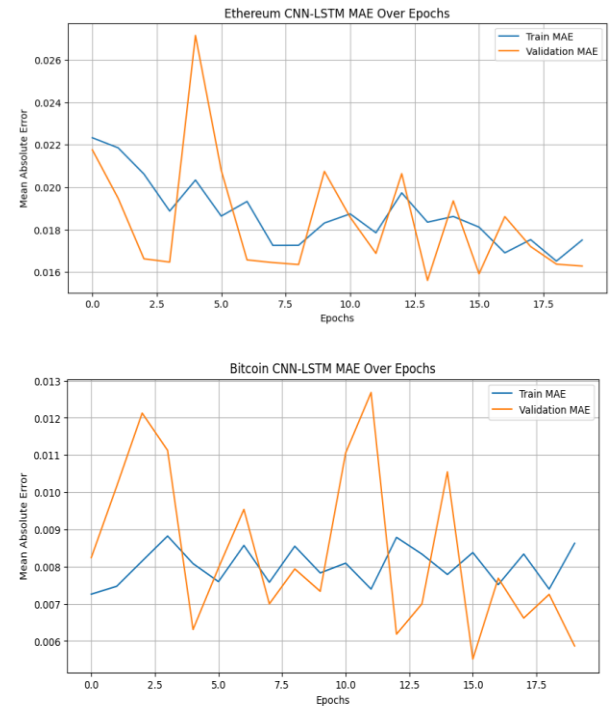 Ethereum CNN-LSTM MAE Over Epochs
Train MAE
Validation MAE
Mean Absolute Error
0.026
0.024
0.022
0.020
0.018
0.016
0.0 2.5 5.0 7.5 10.0 12.5 15.0 17.5
Epochs
Bitcoin CNN-LSTM MAE Over Epochs
Train MAE
Validation MAE
Mean Absolute Error
0.013
0.012
0.011
0.010
0.009
0.008
0.007
0.006
0.0 2.5 5.0 7.5 10.0 12.5 15.0 17.5
Epochs